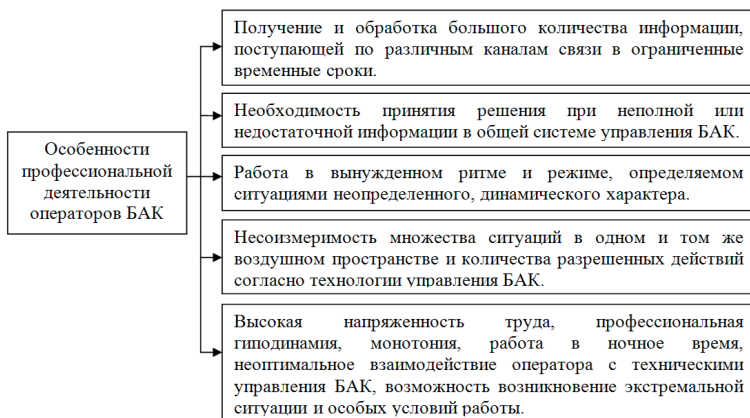 Особенности
профессиональной
деятельности
операторов БАК
Получение и обработка большого количества информации,
поступающей по различным каналам связи в ограниченные
временные сроки.
Необходимость принятия решения при неполной или
недостаточной информации в общей системе управления БАК.
Работа в вынужденном ритме и режиме, определяемом
ситуациями неопределенного, динамического характера.
Несоизмеримость множества ситуаций в одном и том же
воздушном пространстве и количества разрешенных действий
согласно технологии управления БАК.
Высокая напряженность труда, профессиональная
гиподинамия, монотония, работа в ночное время,
неоптимальное взаимодействие оператора с техническими
управления БАК, возможность возникновение экстремальной
ситуации и особых условий работы.